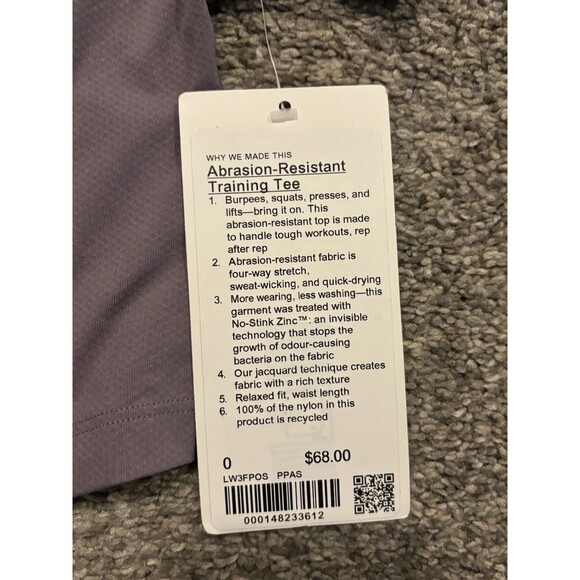 WHY WE MADE THIS
Abrasion-Resistant
Training Tee
1. Burpees, squats, presses, and
lifts—bring it on. This
abrasion-resistant top is made
to handle tough workouts, rep
after rep
2. Abrasion-resistant fabric is
four-way stretch,
sweat-wicking, and quick-drying
3. More wearing, less washing—this
garment was treated with
No-Stink Zinc™: an invisible
technology that stops the
growth of odour-causing
bacteria on the fabric
4. Our jacquard technique creates
fabric with a rich texture
5. Relaxed fit, waist length
6. 100% of the nylon in this
product is recycled
0 $68.00
LW3FPOS PPAS
000148233612